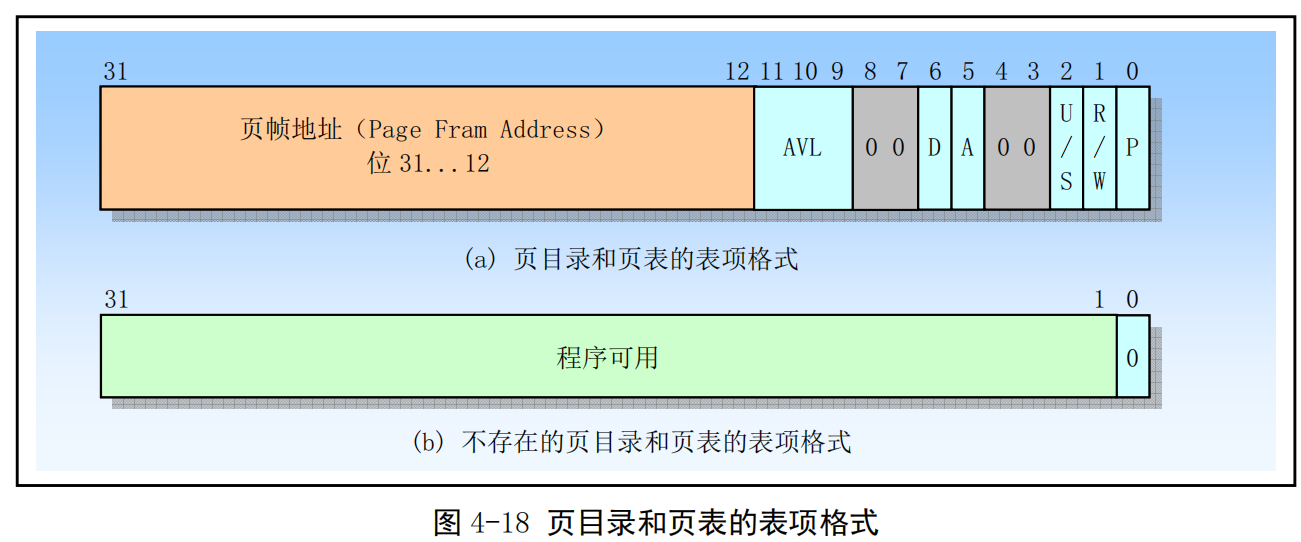 31 12 11 10 9 8 7 6 5 4 3 2 1 0
页帧地址（Page Fram Address）
位 31...12
AVL
0 0
D
A
0 0
U
/
S
R
/
W
P
(a) 页目录和页表的表项格式
31 1 0
程序可用
0
(b) 不存在的页目录和页表的表项格式
图 4-18 页目录和页表的表项格式